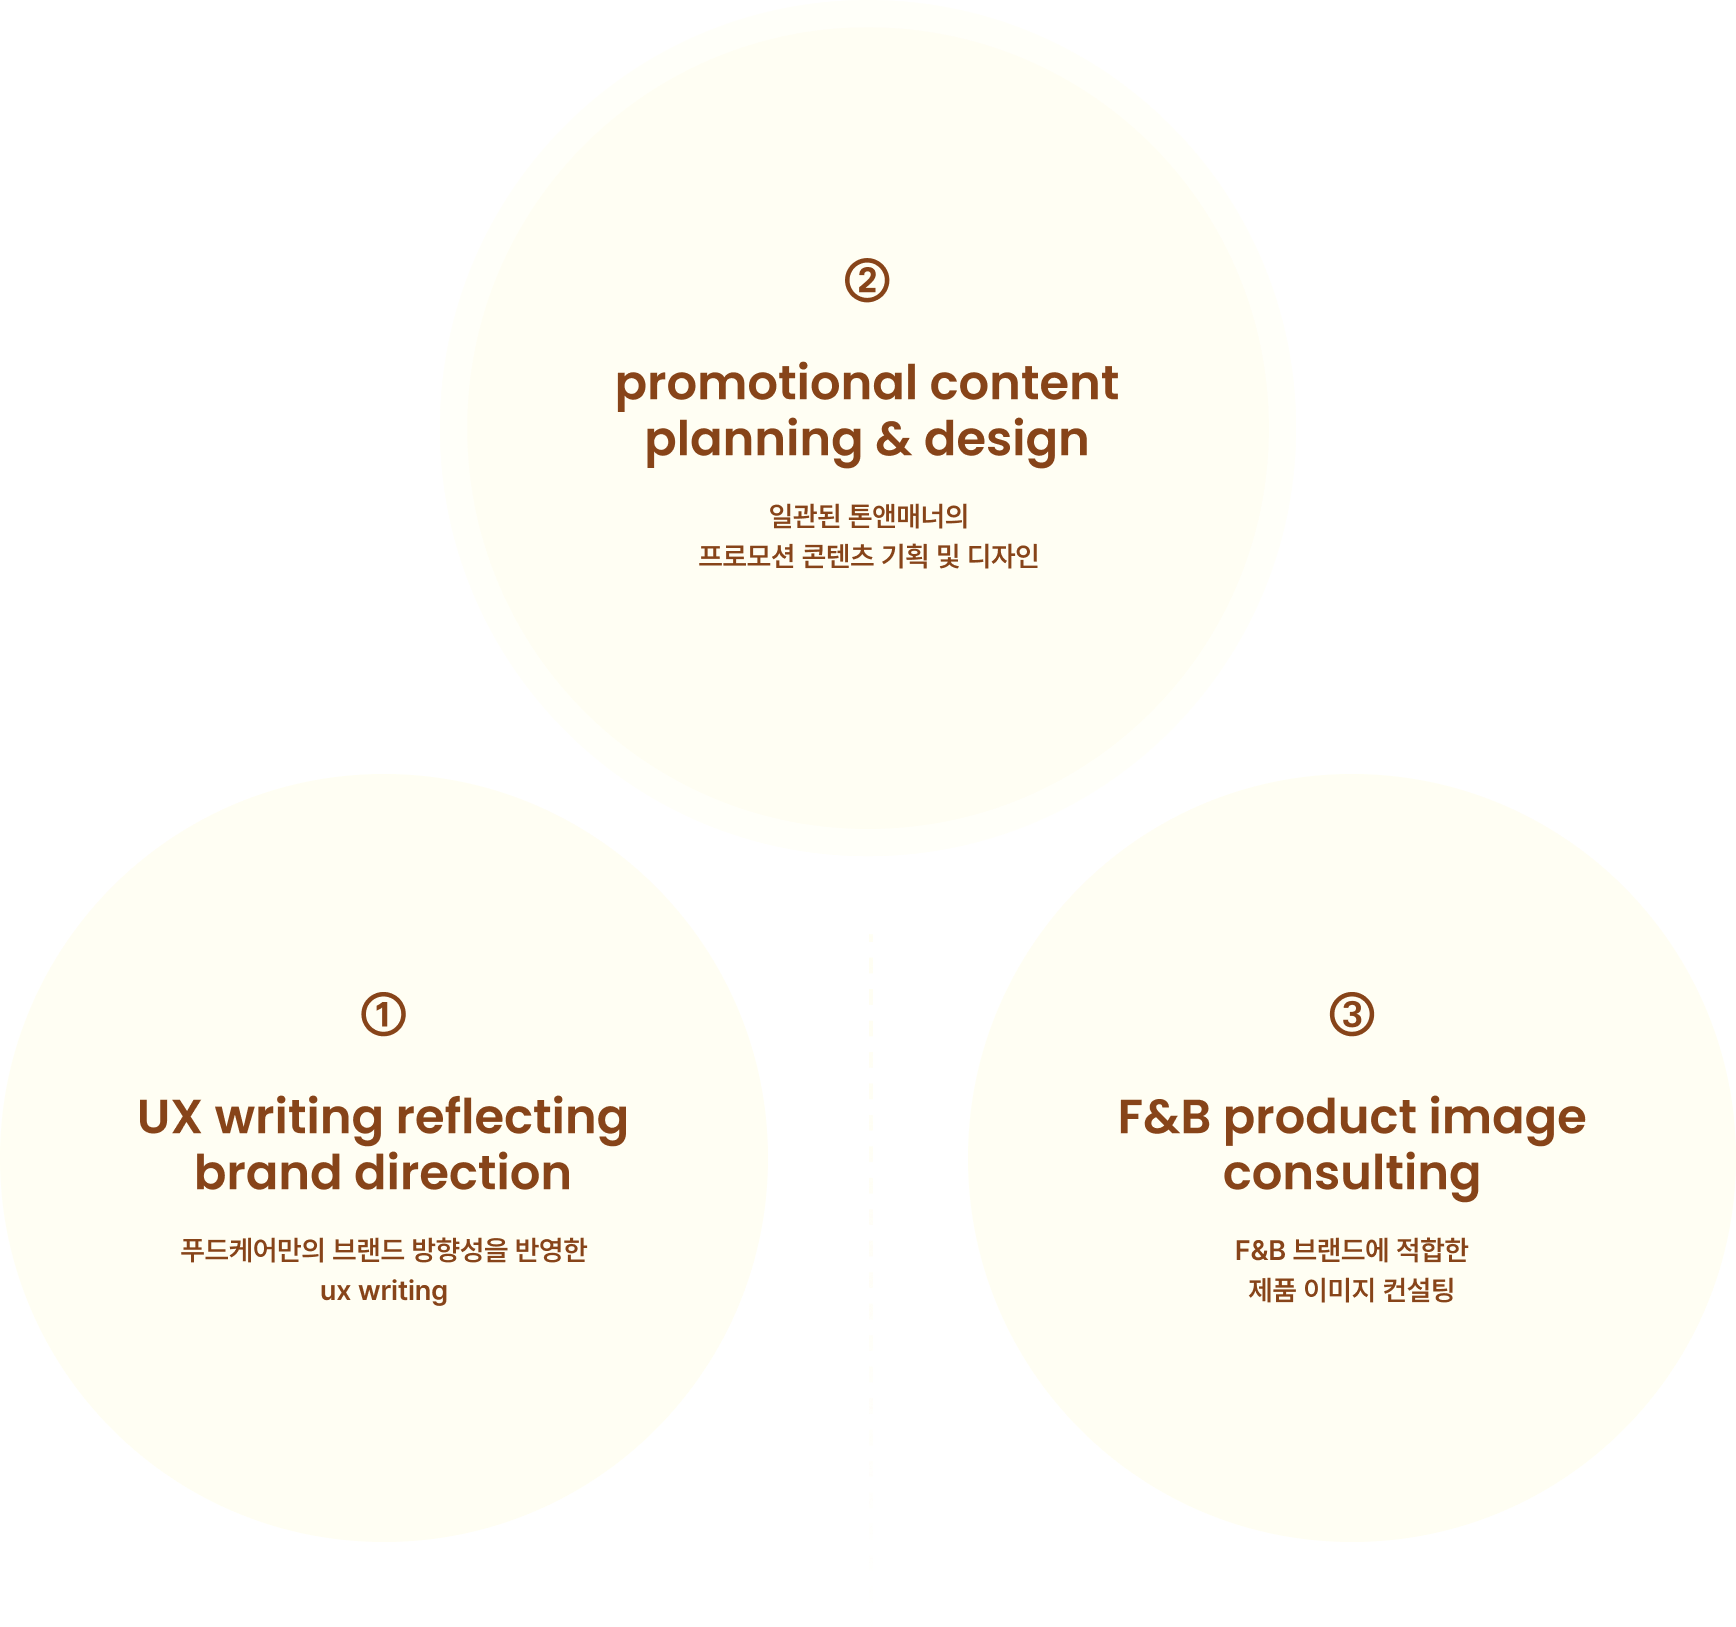 ②
promotional content
planning & design
일관된 톤앤매너의
프로모션 콘텐츠 기획 및 디자인
①
UX writing reflecting
brand direction
푸드케어만의 브랜드 방향성을 반영한
ux writing
③
F&B product image
consulting
F&B 브랜드에 적합한
제품 이미지 컨설팅